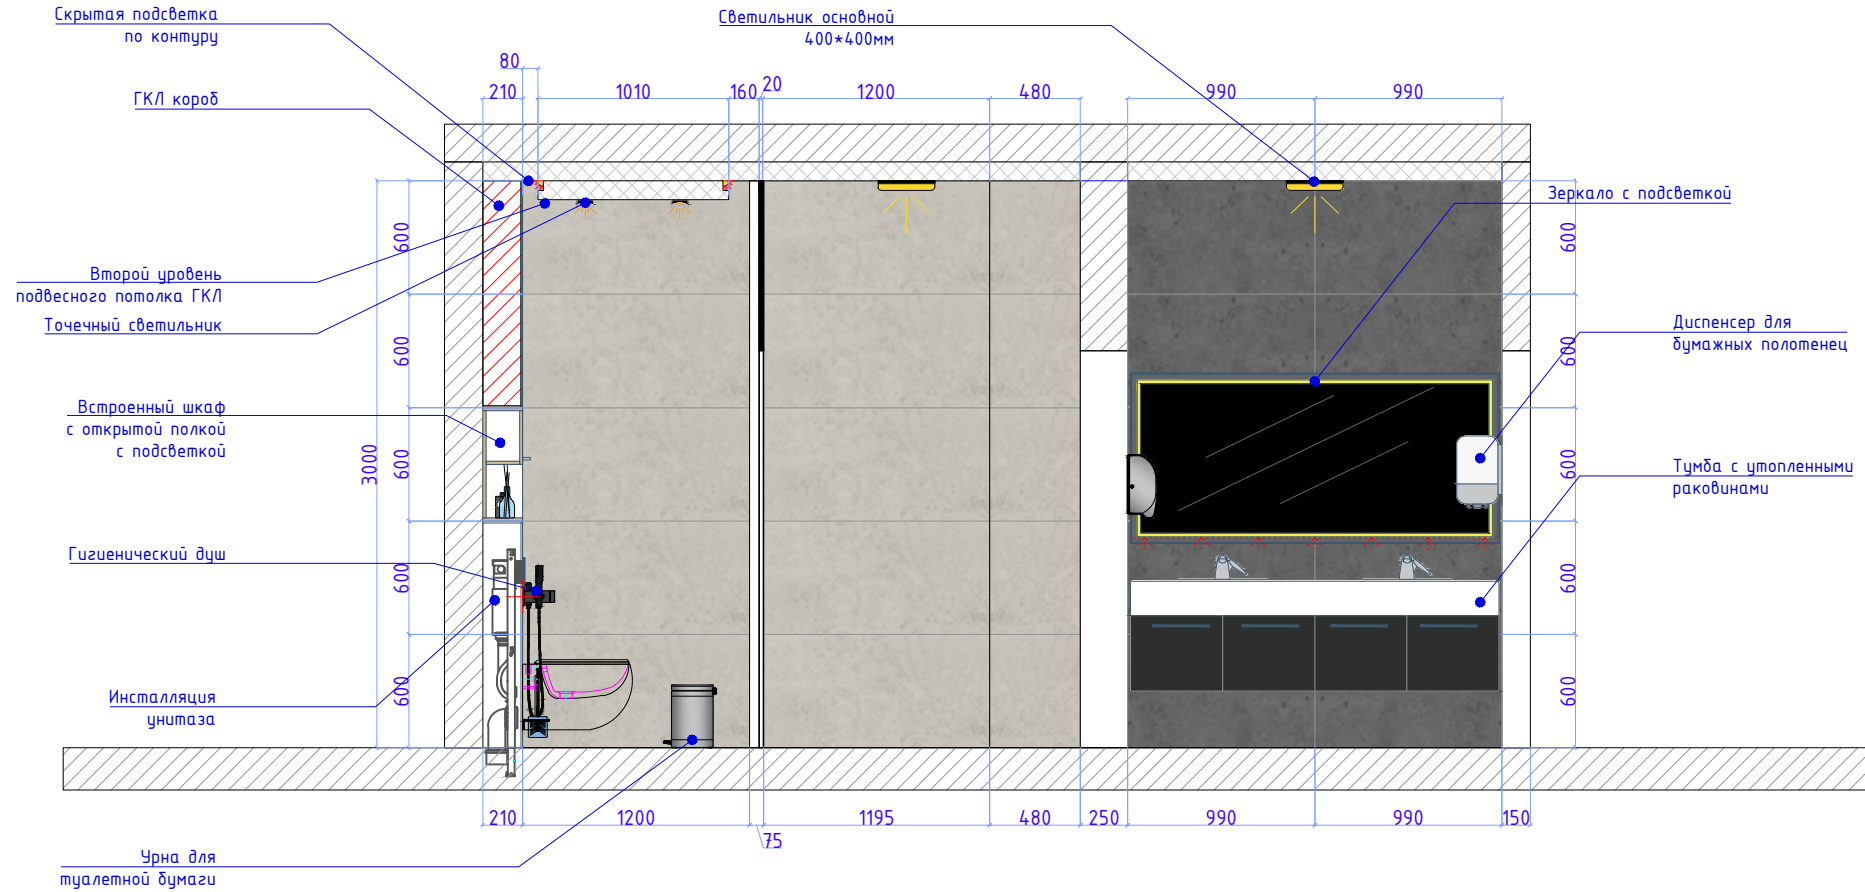 Скрытая подсветка
по контуру
Светильник основной
400*400мм
80
20
210
1010
160
1200
480
990
990
ГКЛ короб
Зеркало с подсветкой
600
600
Второй уровень
подвесного потолка ГКЛ
Точечный светильник
Диспенсер для
бумажных полотенец
600
600
Встроенный шкаф
с открытой полкой
с подсветкой
3000
600
600
Тумба с утопленными
раковинами
Гигиенический душ
600
600
Инсталляция
унитаза
600
600
210
1200
75
1195
480
250
990
990
150
Урна для
туалетной бумаги